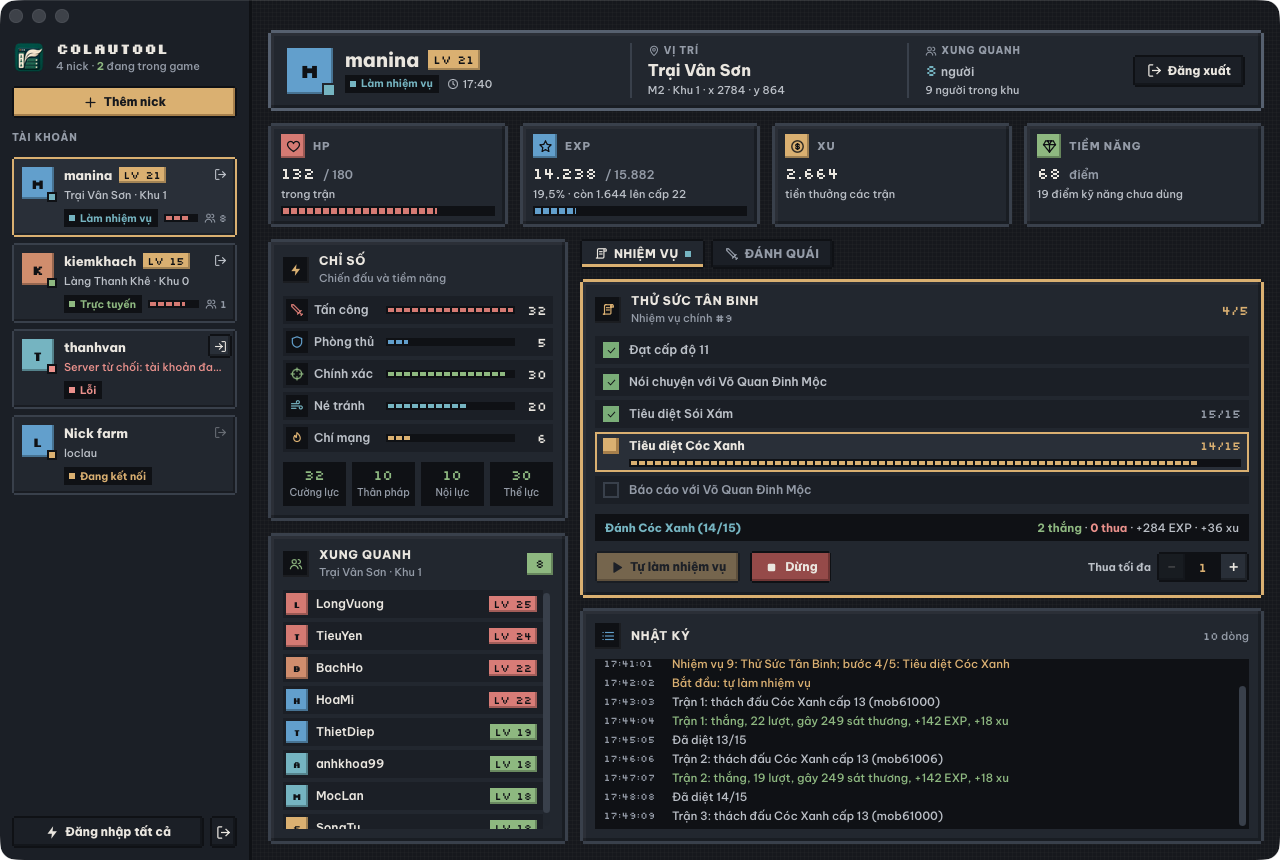 COLAUTOOL
4 nick · 2 đang trong game
+ Thêm nick
TÀI KHOẢN
M
manina LV 21
Trại Vân Sơn · Khu 1
Làm nhiệm vụ 8
K
kiemkhach LV 15
Làng Thanh Khê · Khu 0
Trực tuyến 1
T
thanhvan
Server từ chối: tài khoản đa...
Lỗi
L
Nick farm
loclau
Đang kết nối
Đăng nhập tất cả
M
manina LV 21
Làm nhiệm vụ 17:40
VỊ TRÍ
Trại Vân Sơn
M2 · Khu 1 · x 2784 · y 864
XUNG QUANH
8 người
9 người trong khu
Đăng xuất
HP
132 / 180
trong trận
EXP
14.238 / 15.882
19,5% · còn 1.644 lên cấp 22
XU
2.664
tiền thưởng các trận
TIỀM NĂNG
68 điểm
19 điểm kỹ năng chưa dùng
CHỈ SỐ
Chiến đấu và tiềm năng
Tấn công 32
Phòng thủ 5
Chính xác 30
Né tránh 20
Chí mạng 6
32 10 10 30
Cường lực Thân pháp Nội lực Thể lực
XUNG QUANH
Trại Vân Sơn · Khu 1
8
L LongVuong LV 25
T TieuYen LV 24
B BachHo LV 22
H HoaMi LV 22
T ThietDiep LV 19
A anhkhoa99 LV 18
M MocLan LV 18
S SongTu LV 18
NHIỆM VỤ
ĐÁNH QUÁI
THỬ SỨC TÂN BINH
Nhiệm vụ chính #9
4/5
Đạt cấp độ 11
Nói chuyện với Võ Quan Đinh Mộc
Tiêu diệt Sói Xám 15/15
Tiêu diệt Cóc Xanh 14/15
Báo cáo với Võ Quan Đinh Mộc
Đánh Cóc Xanh (14/15) 2 thắng · 0 thua · +284 EXP · +36 xu
Tự làm nhiệm vụ
Dừng
Thua tối đa − 1 +
NHẬT KÝ
10 dòng
17:41:01 Nhiệm vụ 9: Thử Sức Tân Binh; bước 4/5: Tiêu diệt Cóc Xanh
17:42:02 Bắt đầu: tự làm nhiệm vụ
17:43:03 Trận 1: thách đấu Cóc Xanh cấp 13 (mob61000)
17:44:04 Trận 1: thắng, 22 lượt, gây 249 sát thương, +142 EXP, +18 xu
17:45:05 Đã diệt 13/15
17:46:06 Trận 2: thách đấu Cóc Xanh cấp 13 (mob61006)
17:47:07 Trận 2: thắng, 19 lượt, gây 249 sát thương, +142 EXP, +18 xu
17:48:08 Đã diệt 14/15
17:49:09 Trận 3: thách đấu Cóc Xanh cấp 13 (mob61000)